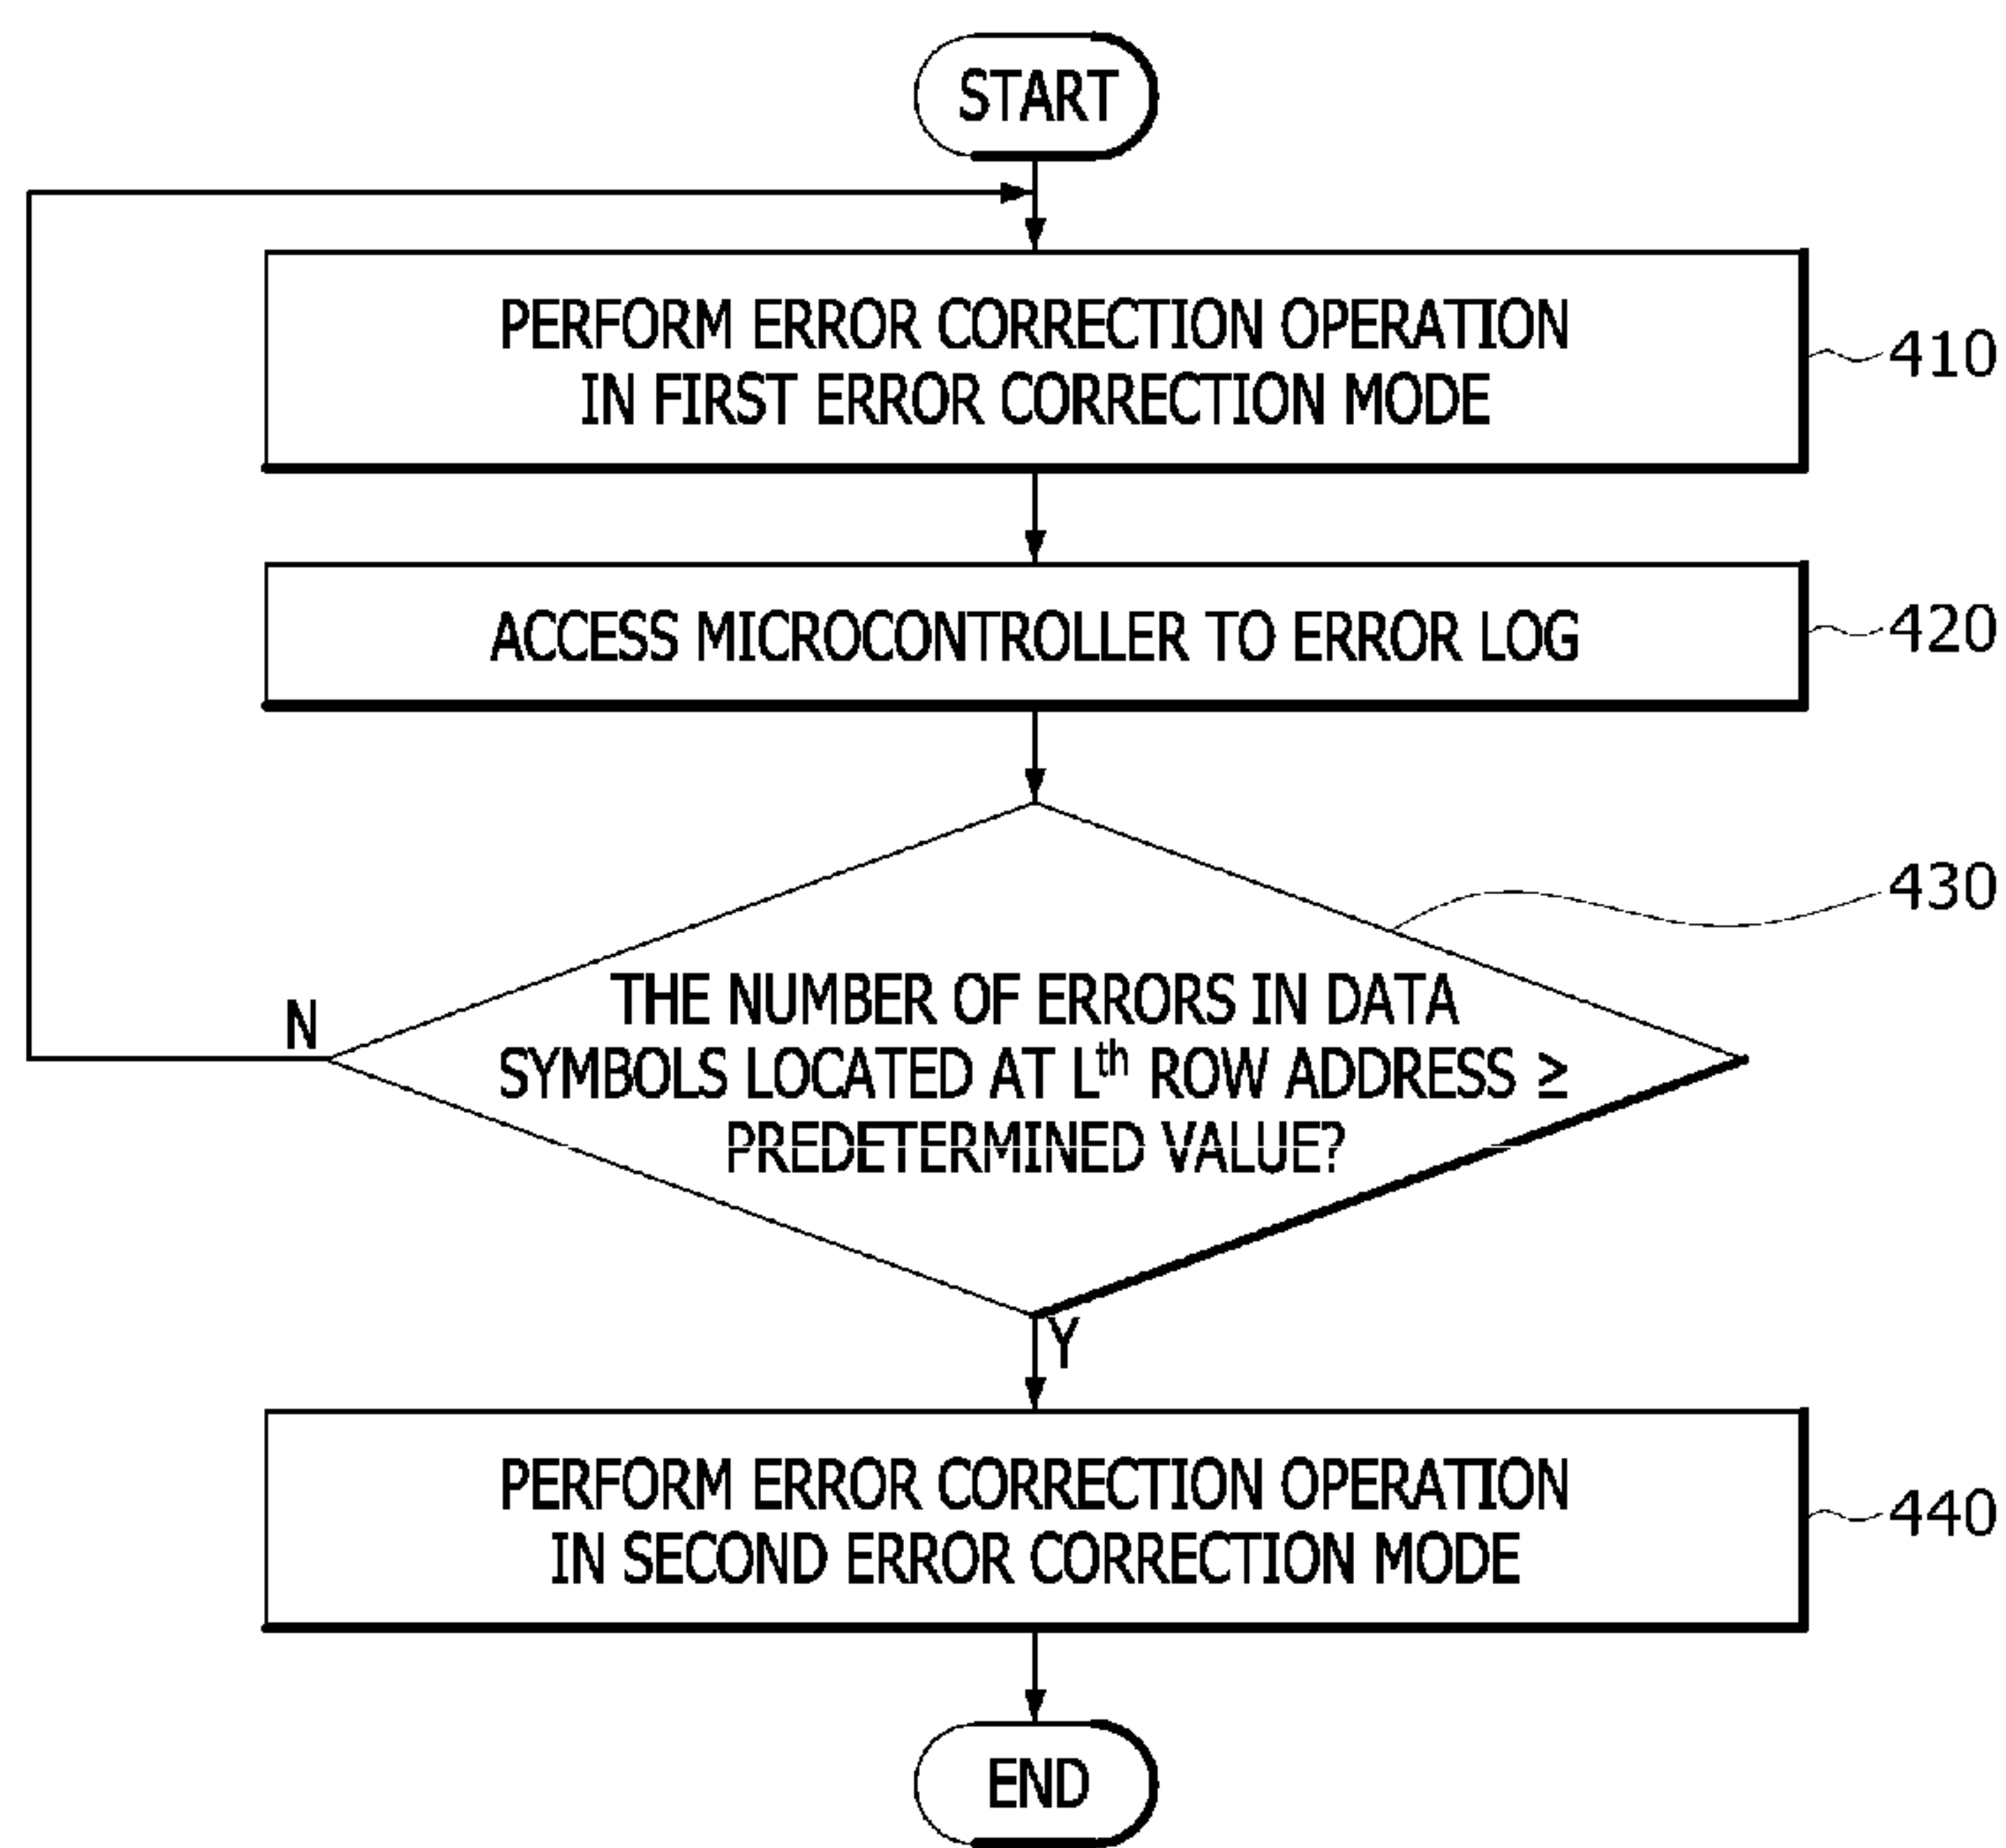 START
PERFORM ERROR CORRECTION OPERATION
IN FIRST ERROR CORRECTION MODE
410
ACCESS MICROCONTROLLER TO ERROR LOG
420
430
THE NUMBER OF ERRORS IN DATA
SYMBOLS LOCATED AT Lth ROW ADDRESS ≥
PREDETERMINED VALUE?
N
Y
PERFORM ERROR CORRECTION OPERATION
IN SECOND ERROR CORRECTION MODE
440
END